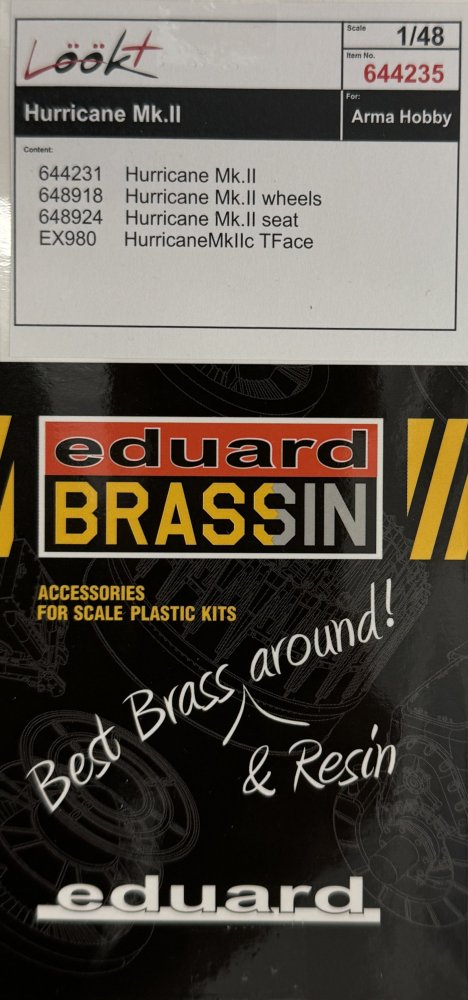 Löök+
Scale
1/48
Item No.
644235
Hurricane Mk.II
For:
Arma Hobby
Content:
644231 Hurricane Mk.II
648918 Hurricane Mk.II wheels
648924 Hurricane Mk.II seat
EX980 HurricaneMkIIc TFace
eduard
BRASSIN
ACCESSORIES
FOR SCALE PLASTIC KITS
Best Brass around!
& Resin
eduard